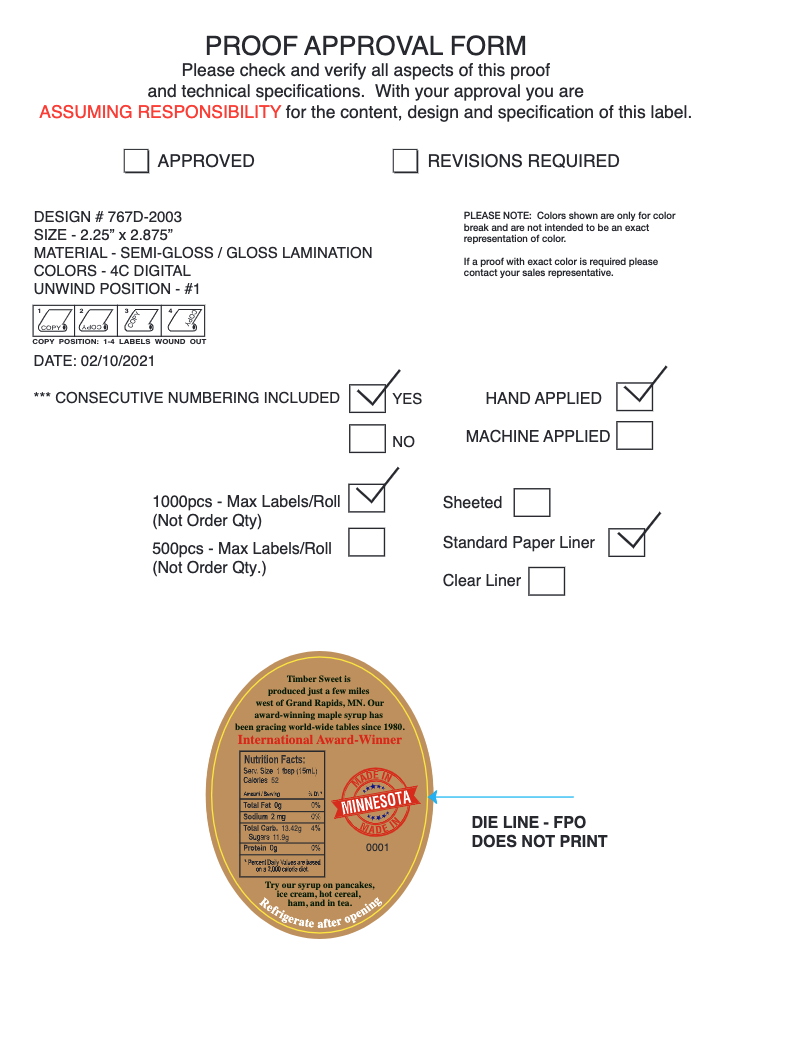 PROOF APPROVAL FORM
Please check and verify all aspects of this proof
and technical specifications. With your approval you are
ASSUMING RESPONSIBILITY for the content, design and specification of this label.
APPROVED
REVISIONS REQUIRED
DESIGN # 767D-2003
SIZE - 2.25” x 2.875”
MATERIAL - SEMI-GLOSS / GLOSS LAMINATION
COLORS - 4C DIGITAL
UNWIND POSITION - #1
PLEASE NOTE: Colors shown are only for color
break and are not intended to be an exact
representation of color.
If a proof with exact color is required please
contact your sales representative.
1 2 3 4
COPY COPY COPY COPY
COPY POSITION: 1-4 LABELS WOUND OUT
DATE: 02/10/2021
*** CONSECUTIVE NUMBERING INCLUDED
YES
HAND APPLIED
NO
MACHINE APPLIED
1000pcs - Max Labels/Roll
(Not Order Qty)
Sheeted
500pcs - Max Labels/Roll
(Not Order Qty.)
Standard Paper Liner
Clear Liner
Timber Sweet is
produced just a few miles
west of Grand Rapids, MN. Our
award-winning maple syrup has
been gracing world-wide tables since 1980.
International Award-Winner
Nutrition Facts:
Serv. Size 1 tbsp (15mL)
Calories 52
Amount / Serving % DV*
Total Fat 0g 0%
Sodium 2 mg 0%
Total Carb. 13.42g 4%
Sugars 11.9g
Protein 0g 0%
* Percent Daily Values are based
on a 2,000 calorie diet.
MADE IN
MINNESOTA
MADE IN
0001
Try our syrup on pancakes,
ice cream, hot cereal,
ham, and in tea.
Refrigerate after opening
DIE LINE - FPO
DOES NOT PRINT